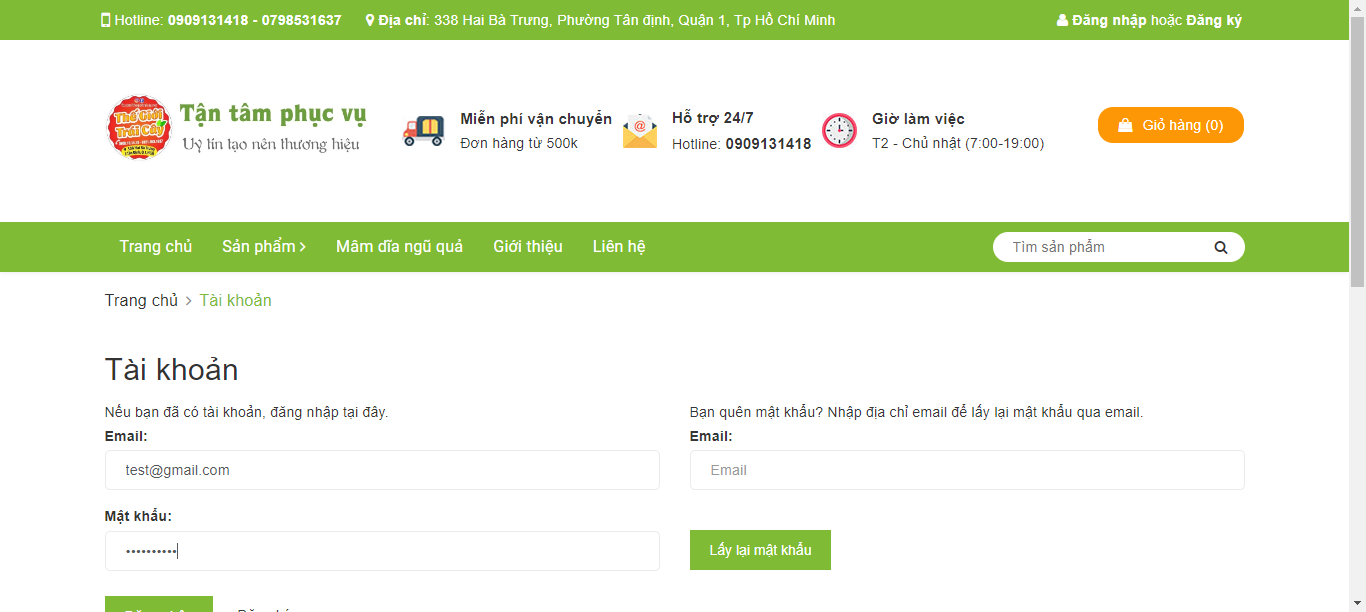 Hotline: 0909131418 - 0798531637 Địa chỉ: 338 Hai Bà Trưng, Phường Tân định, Quận 1, Tp Hồ Chí Minh Đăng nhập hoặc Đăng ký
Thế Giới
Trái Cây
Tận tâm phục vụ
Uy tín tạo nên thương hiệu
Miễn phí vận chuyển
Đơn hàng từ 500k
Hỗ trợ 24/7
Hotline: 0909131418
Giờ làm việc
T2 - Chủ nhật (7:00-19:00)
Giỏ hàng (0)
Trang chủ Sản phẩm Mâm dĩa ngũ quả Giới thiệu Liên hệ Tìm sản phẩm
Trang chủ > Tài khoản
Tài khoản
Nếu bạn đã có tài khoản, đăng nhập tại đây.
Email:
test@gmail.com
Mật khẩu:
••••••••••
Bạn quên mật khẩu? Nhập địa chỉ email để lấy lại mật khẩu qua email.
Email:
Email
Lấy lại mật khẩu